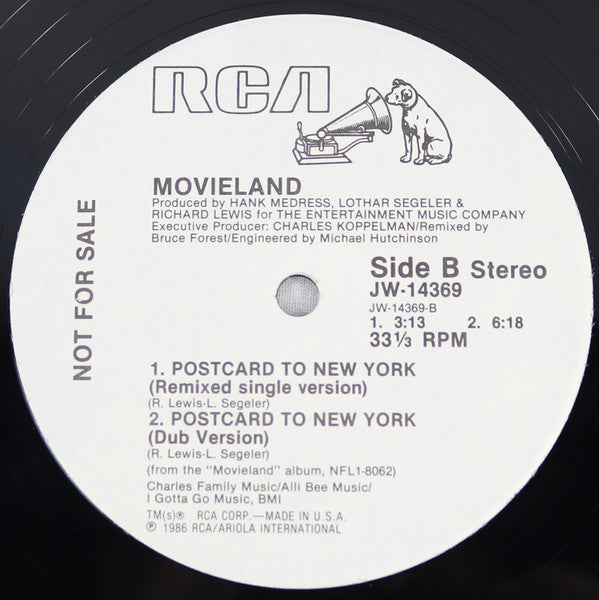 RCA
MOVIELAND
Produced by HANK MEDRESS, LOTHAR SEGELER &
RICHARD LEWIS for THE ENTERTAINMENT MUSIC COMPANY
Executive Producer: CHARLES KOPPELMAN/Remixed by
Bruce Forest/Engineered by Michael Hutchinson
NOT FOR SALE
Side B Stereo
JW-14369
JW-14369-B
1. 3:13 2. 6:18
33⅓ RPM
1. POSTCARD TO NEW YORK
(Remixed single version)
(R. Lewis-L. Segeler)
2. POSTCARD TO NEW YORK
(Dub Version)
(R. Lewis-L. Segeler)
(from the "Movieland" album, NFL1-8062)
Charles Family Music/Alli Bee Music/
I Gotta Go Music, BMI
TM(s)® RCA CORP.—MADE IN U.S.A.
℗ 1986 RCA/ARIOLA INTERNATIONAL